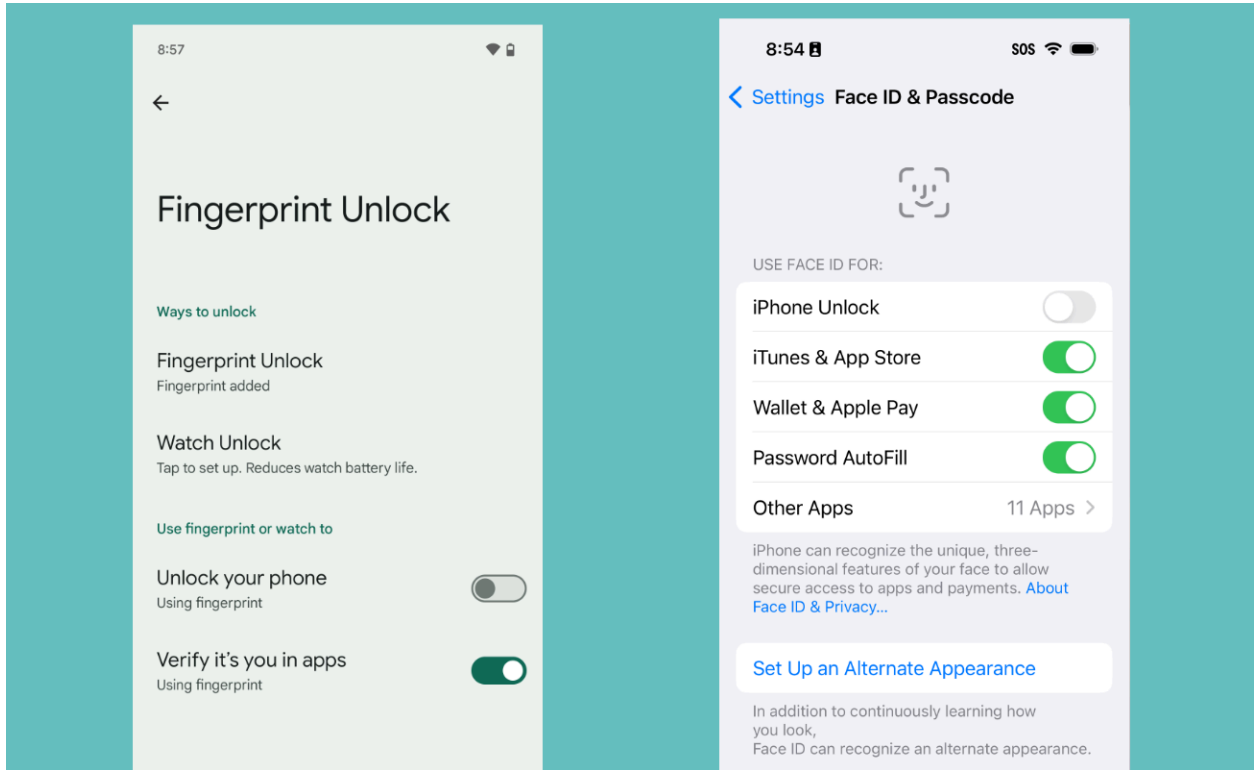 8:57
Fingerprint Unlock
Ways to unlock
Fingerprint Unlock
Fingerprint added
Watch Unlock
Tap to set up. Reduces watch battery life.
Use fingerprint or watch to
Unlock your phone
Using fingerprint
Verify it's you in apps
Using fingerprint
8:54 SOS
Settings Face ID & Passcode
USE FACE ID FOR:
iPhone Unlock
iTunes & App Store
Wallet & Apple Pay
Password AutoFill
Other Apps 11 Apps
iPhone can recognize the unique, three-
dimensional features of your face to allow
secure access to apps and payments. About
Face ID & Privacy...
Set Up an Alternate Appearance
In addition to continuously learning how
you look,
Face ID can recognize an alternate appearance.